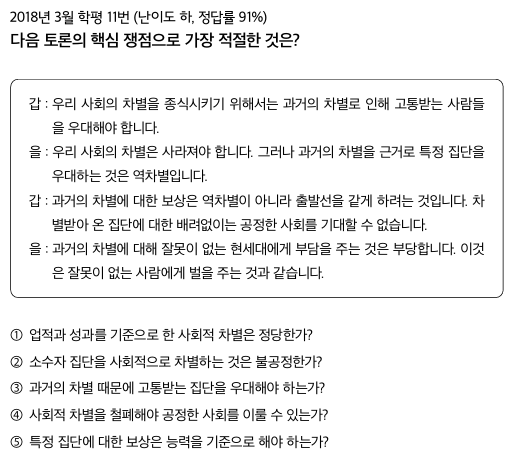 2018년 3월 학평 11번 (난이도 하, 정답률 91%)
다음 토론의 핵심 쟁점으로 가장 적절한 것은?
갑 : 우리 사회의 차별을 종식시키기 위해서는 과거의 차별로 인해 고통받는 사람들
을 우대해야 합니다.
을 : 우리 사회의 차별은 사라져야 합니다. 그러나 과거의 차별을 근거로 특정 집단을
우대하는 것은 역차별입니다.
갑 : 과거의 차별에 대한 보상은 역차별이 아니라 출발선을 같게 하려는 것입니다. 차
별받아 온 집단에 대한 배려없이는 공정한 사회를 기대할 수 없습니다.
을 : 과거의 차별에 대해 잘못이 없는 현세대에게 부담을 주는 것은 부당합니다. 이것
은 잘못이 없는 사람에게 벌을 주는 것과 같습니다.
① 업적과 성과를 기준으로 한 사회적 차별은 정당한가?
② 소수자 집단을 사회적으로 차별하는 것은 불공정한가?
③ 과거의 차별 때문에 고통받는 집단을 우대해야 하는가?
④ 사회적 차별을 철폐해야 공정한 사회를 이룰 수 있는가?
⑤ 특정 집단에 대한 보상은 능력을 기준으로 해야 하는가?